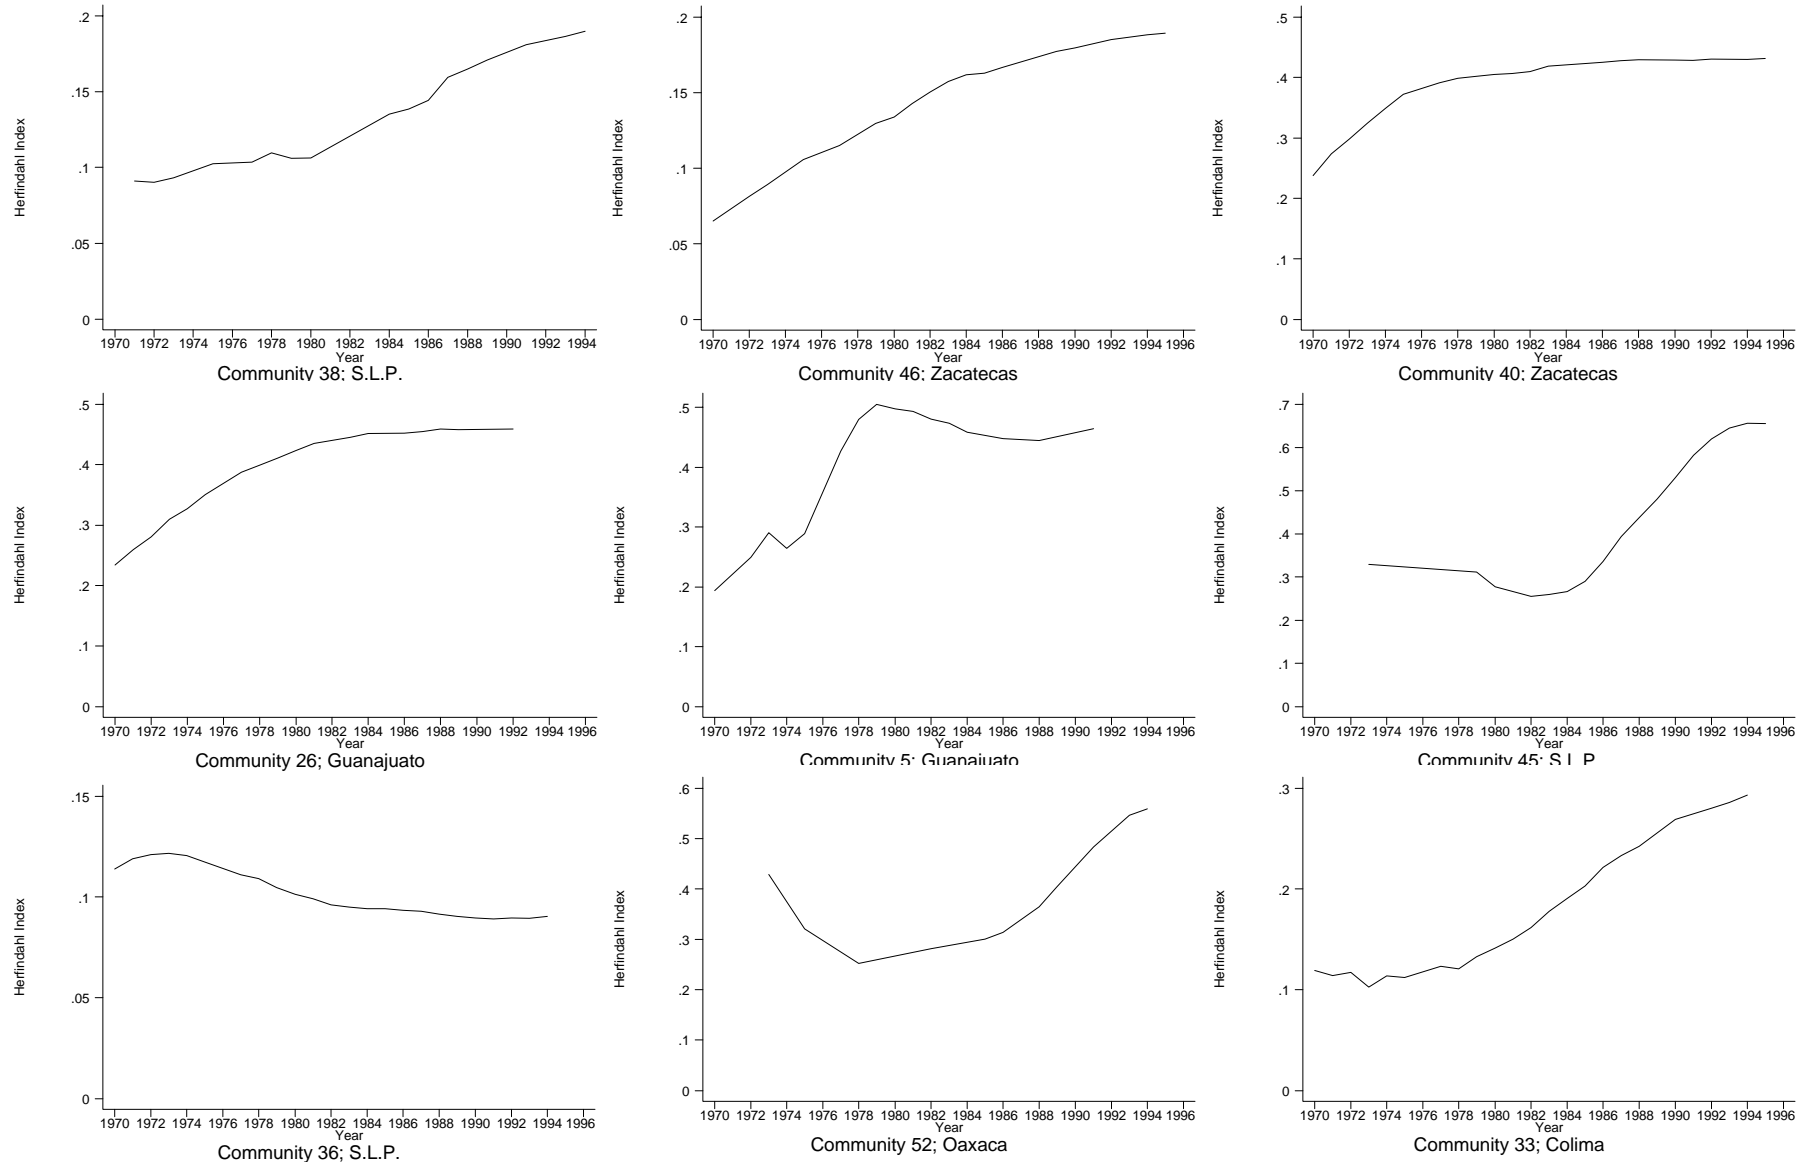 Herfindahl Index
.2
.15
.1
.05
0
1970 1972 1974 1976 1978 1980 1982 1984 1986 1988 1990 1992 1994
Year
Community 38; S.L.P.
Herfindahl Index
.2
.15
.1
.05
0
1970 1972 1974 1976 1978 1980 1982 1984 1986 1988 1990 1992 1994 1996
Year
Community 46; Zacatecas
Herfindahl Index
.5
.4
.3
.2
.1
0
1970 1972 1974 1976 1978 1980 1982 1984 1986 1988 1990 1992 1994 1996
Year
Community 40; Zacatecas
Herfindahl Index
.5
.4
.3
.2
.1
0
1970 1972 1974 1976 1978 1980 1982 1984 1986 1988 1990 1992 1994 1996
Year
Community 26; Guanajuato
Herfindahl Index
.5
.4
.3
.2
.1
0
1970 1972 1974 1976 1978 1980 1982 1984 1986 1988 1990 1992 1994 1996
Year
Community 5; Guanajuato
Herfindahl Index
.7
.6
.5
.4
.3
.2
.1
0
1970 1972 1974 1976 1978 1980 1982 1984 1986 1988 1990 1992 1994 1996
Year
Community 45; S.L.P.
Herfindahl Index
.15
.1
.05
0
1970 1972 1974 1976 1978 1980 1982 1984 1986 1988 1990 1992 1994 1996
Year
Community 36; S.L.P.
Herfindahl Index
.6
.5
.4
.3
.2
.1
0
1970 1972 1974 1976 1978 1980 1982 1984 1986 1988 1990 1992 1994 1996
Year
Community 52; Oaxaca
Herfindahl Index
.3
.2
.1
0
1970 1972 1974 1976 1978 1980 1982 1984 1986 1988 1990 1992 1994 1996
Year
Community 33; Colima